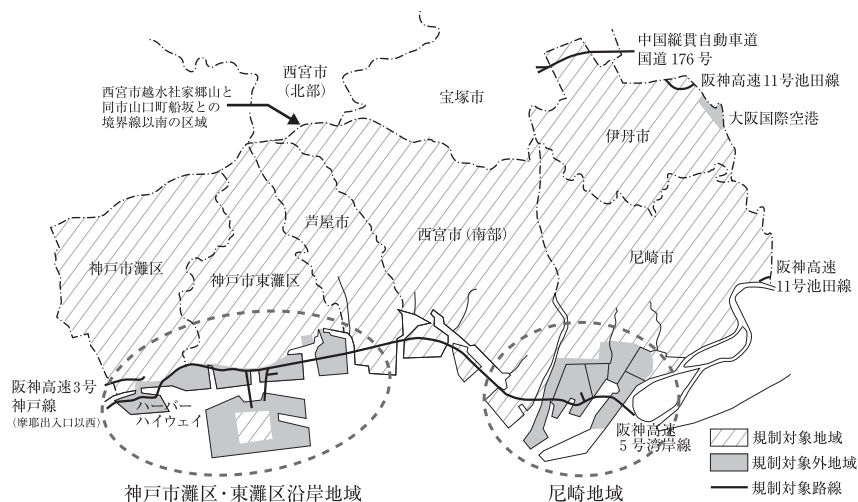 中国縦貫自動車道
国道176号
阪神高速11号池田線
大阪国際空港
西宮市
(北部)
宝塚市
西宮市越水社家郷山と
同市山口町船坂との
境界線以南の区域
伊丹市
芦屋市
西宮市(南部)
尼崎市
神戸市灘区
神戸市東灘区
阪神高速
11号池田線
阪神高速3号
神戸線
(摩耶出入口以西)
ハーバー
ハイウェイ
阪神高速
5号湾岸線
規制対象地域
規制対象外地域
規制対象路線
神戸市灘区・東灘区沿岸地域
尼崎地域